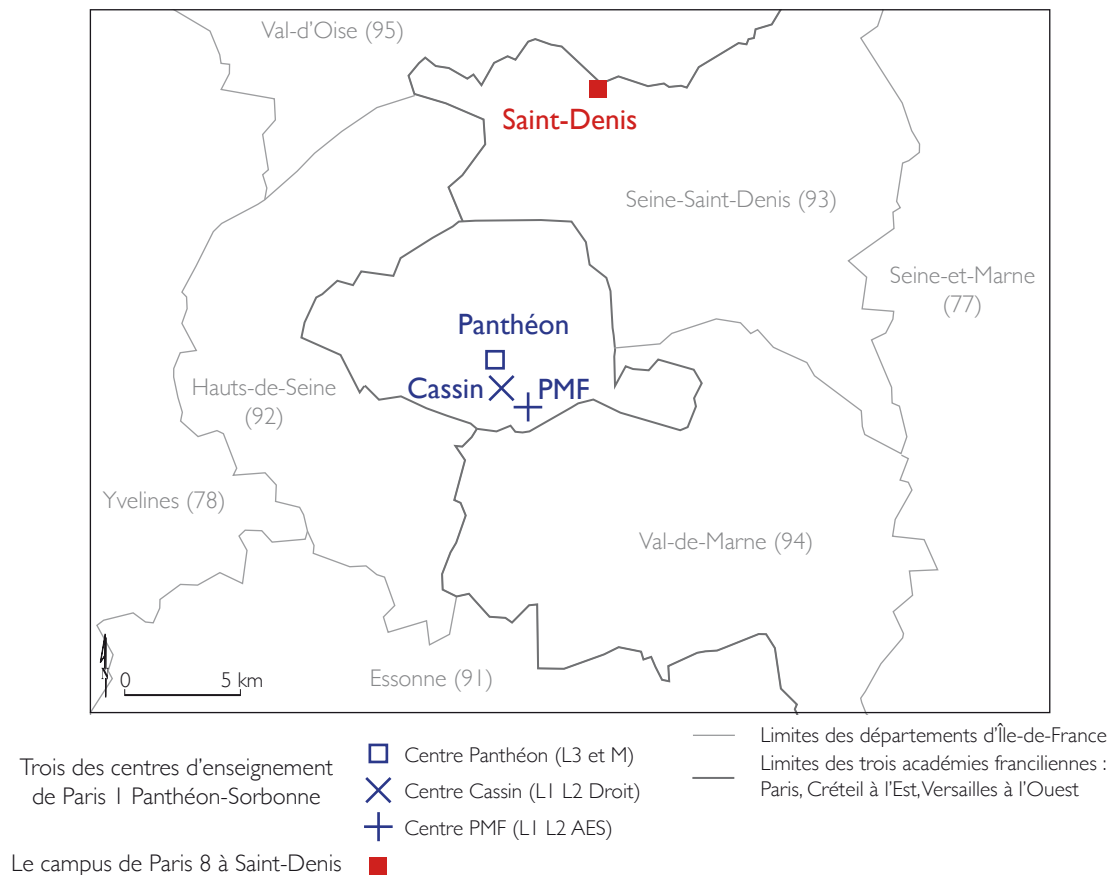 Val-d'Oise (95)
Saint-Denis
Seine-Saint-Denis (93)
Seine-et-Marne
(77)
Panthéon
Hauts-de-Seine
(92)
Cassin
PMF
Yvelines (78)
Val-de-Marne (94)
Essonne (91)
N
0
5 km
Trois des centres d'enseignement
de Paris 1 Panthéon-Sorbonne
Centre Panthéon (L3 et M)
Centre Cassin (L1 L2 Droit)
Centre PMF (L1 L2 AES)
Le campus de Paris 8 à Saint-Denis
Limites des départements d'Île-de-France
Limites des trois académies franciliennes :
Paris, Créteil à l'Est, Versailles à l'Ouest